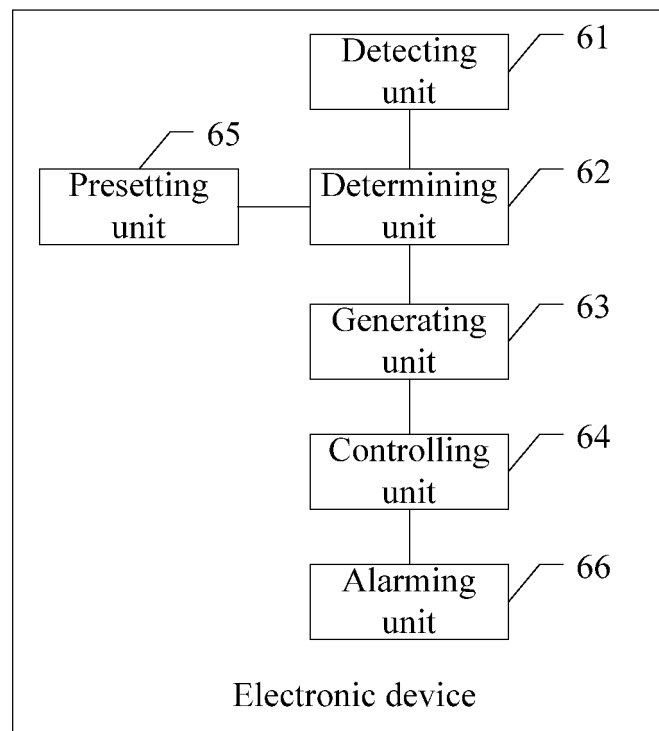 61
Detecting
unit
65
62
Presetting
unit
Determining
unit
63
Generating
unit
64
Controlling
unit
66
Alarming
unit
Electronic device